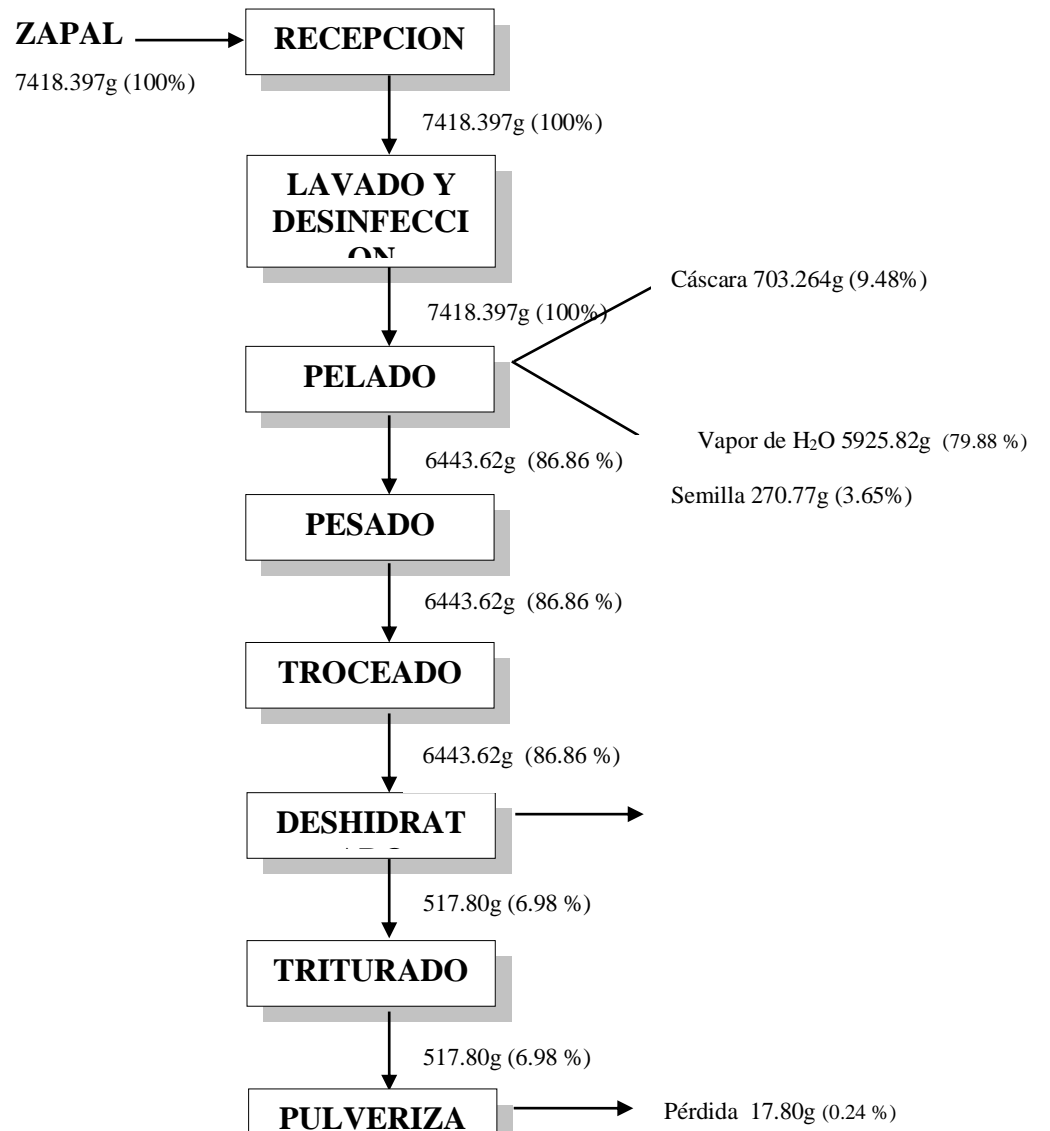 ZAPAL
7418.397g (100%)
RECEPCION
7418.397g (100%)
LAVADO Y
DESINFECCI
ON
7418.397g (100%)
Cáscara 703.264g (9.48%)
PELADO
Vapor de H₂O 5925.82g (79.88 %)
6443.62g (86.86 %)
Semilla 270.77g (3.65%)
PESADO
6443.62g (86.86 %)
TROCEADO
6443.62g (86.86 %)
DESHIDRAT
517.80g (6.98 %)
TRITURADO
517.80g (6.98 %)
PULVERIZA
Pérdida 17.80g (0.24 %)